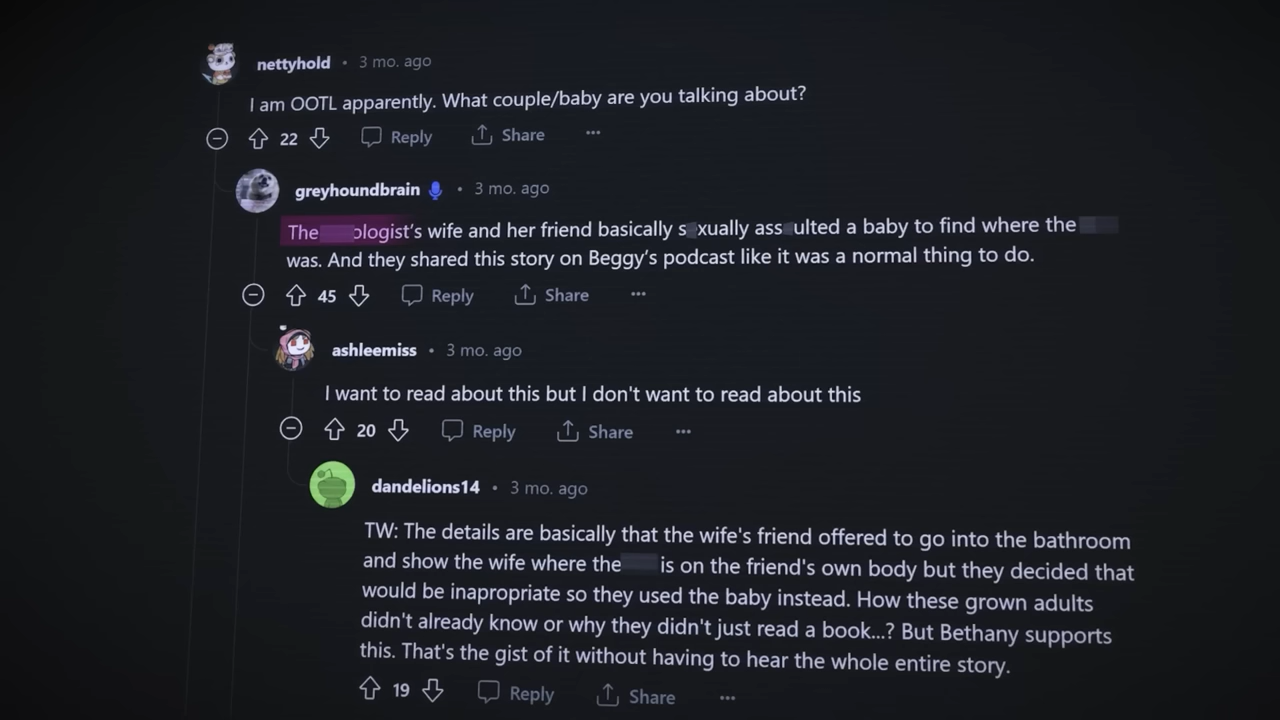 nettyhold • 3 mo. ago
I am OOTL apparently. What couple/baby are you talking about?
22 Reply Share ...
greyhoundbrain • 3 mo. ago
The ologist's wife and her friend basically s xually ass ulted a baby to find where the
was. And they shared this story on Beggy's podcast like it was a normal thing to do.
45 Reply Share ...
ashleemiss • 3 mo. ago
I want to read about this but I don't want to read about this
20 Reply Share ...
dandelions14 • 3 mo. ago
TW: The details are basically that the wife's friend offered to go into the bathroom
and show the wife where the is on the friend's own body but they decided that
would be inapropriate so they used the baby instead. How these grown adults
didn't already know or why they didn't just read a book...? But Bethany supports
this. That's the gist of it without having to hear the whole entire story.
19 Reply Share ...